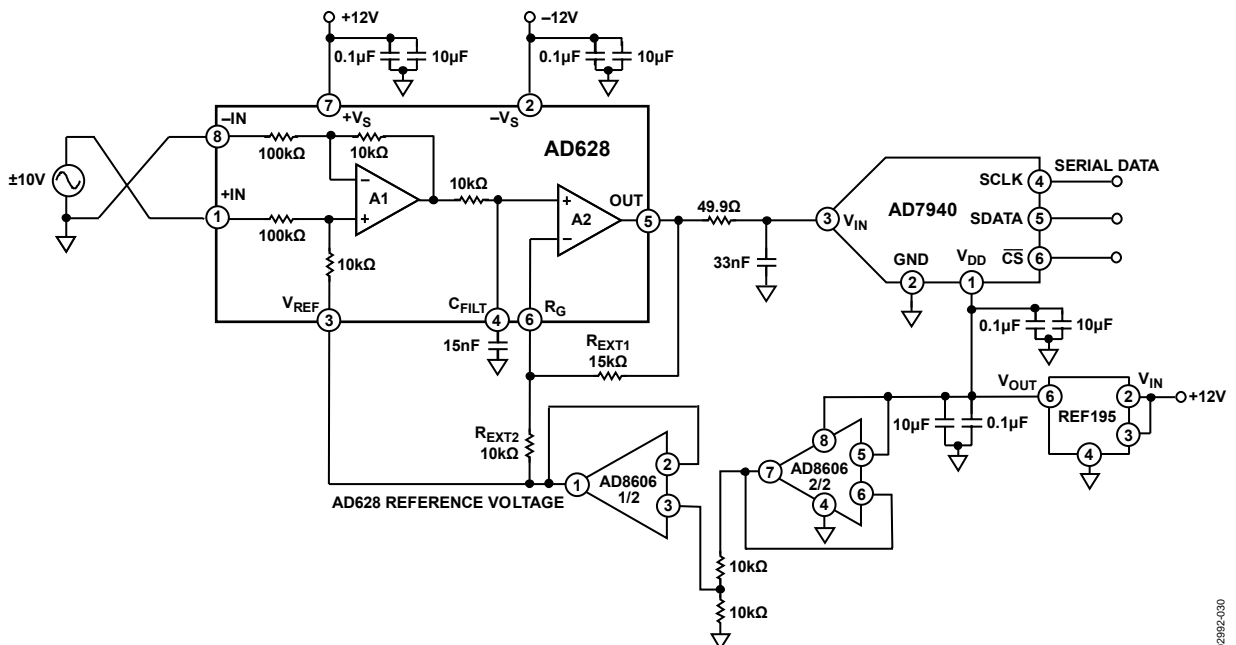 +12V
–12V
0.1µF
10µF
0.1µF
10µF
7
2
–IN
+VS
–VS
8
100kΩ
10kΩ
AD628
±10V
–
A1
+
10kΩ
+
A2
–
OUT
5
49.9Ω
+IN
1
100kΩ
10kΩ
33nF
3
VIN
SERIAL DATA
SCLK
4
AD7940
SDATA
5
CS
6
GND
VDD
2
1
VREF
CFILT
RG
3
4
6
15nF
REXT1
15kΩ
0.1µF
10µF
VOUT
VIN
6
2
+12V
REF195
3
4
10µF
0.1µF
REXT2
10kΩ
2
1
AD8606
1/2
3
8
5
7
AD8606
2/2
6
4
AD628 REFERENCE VOLTAGE
10kΩ
10kΩ
02992-030